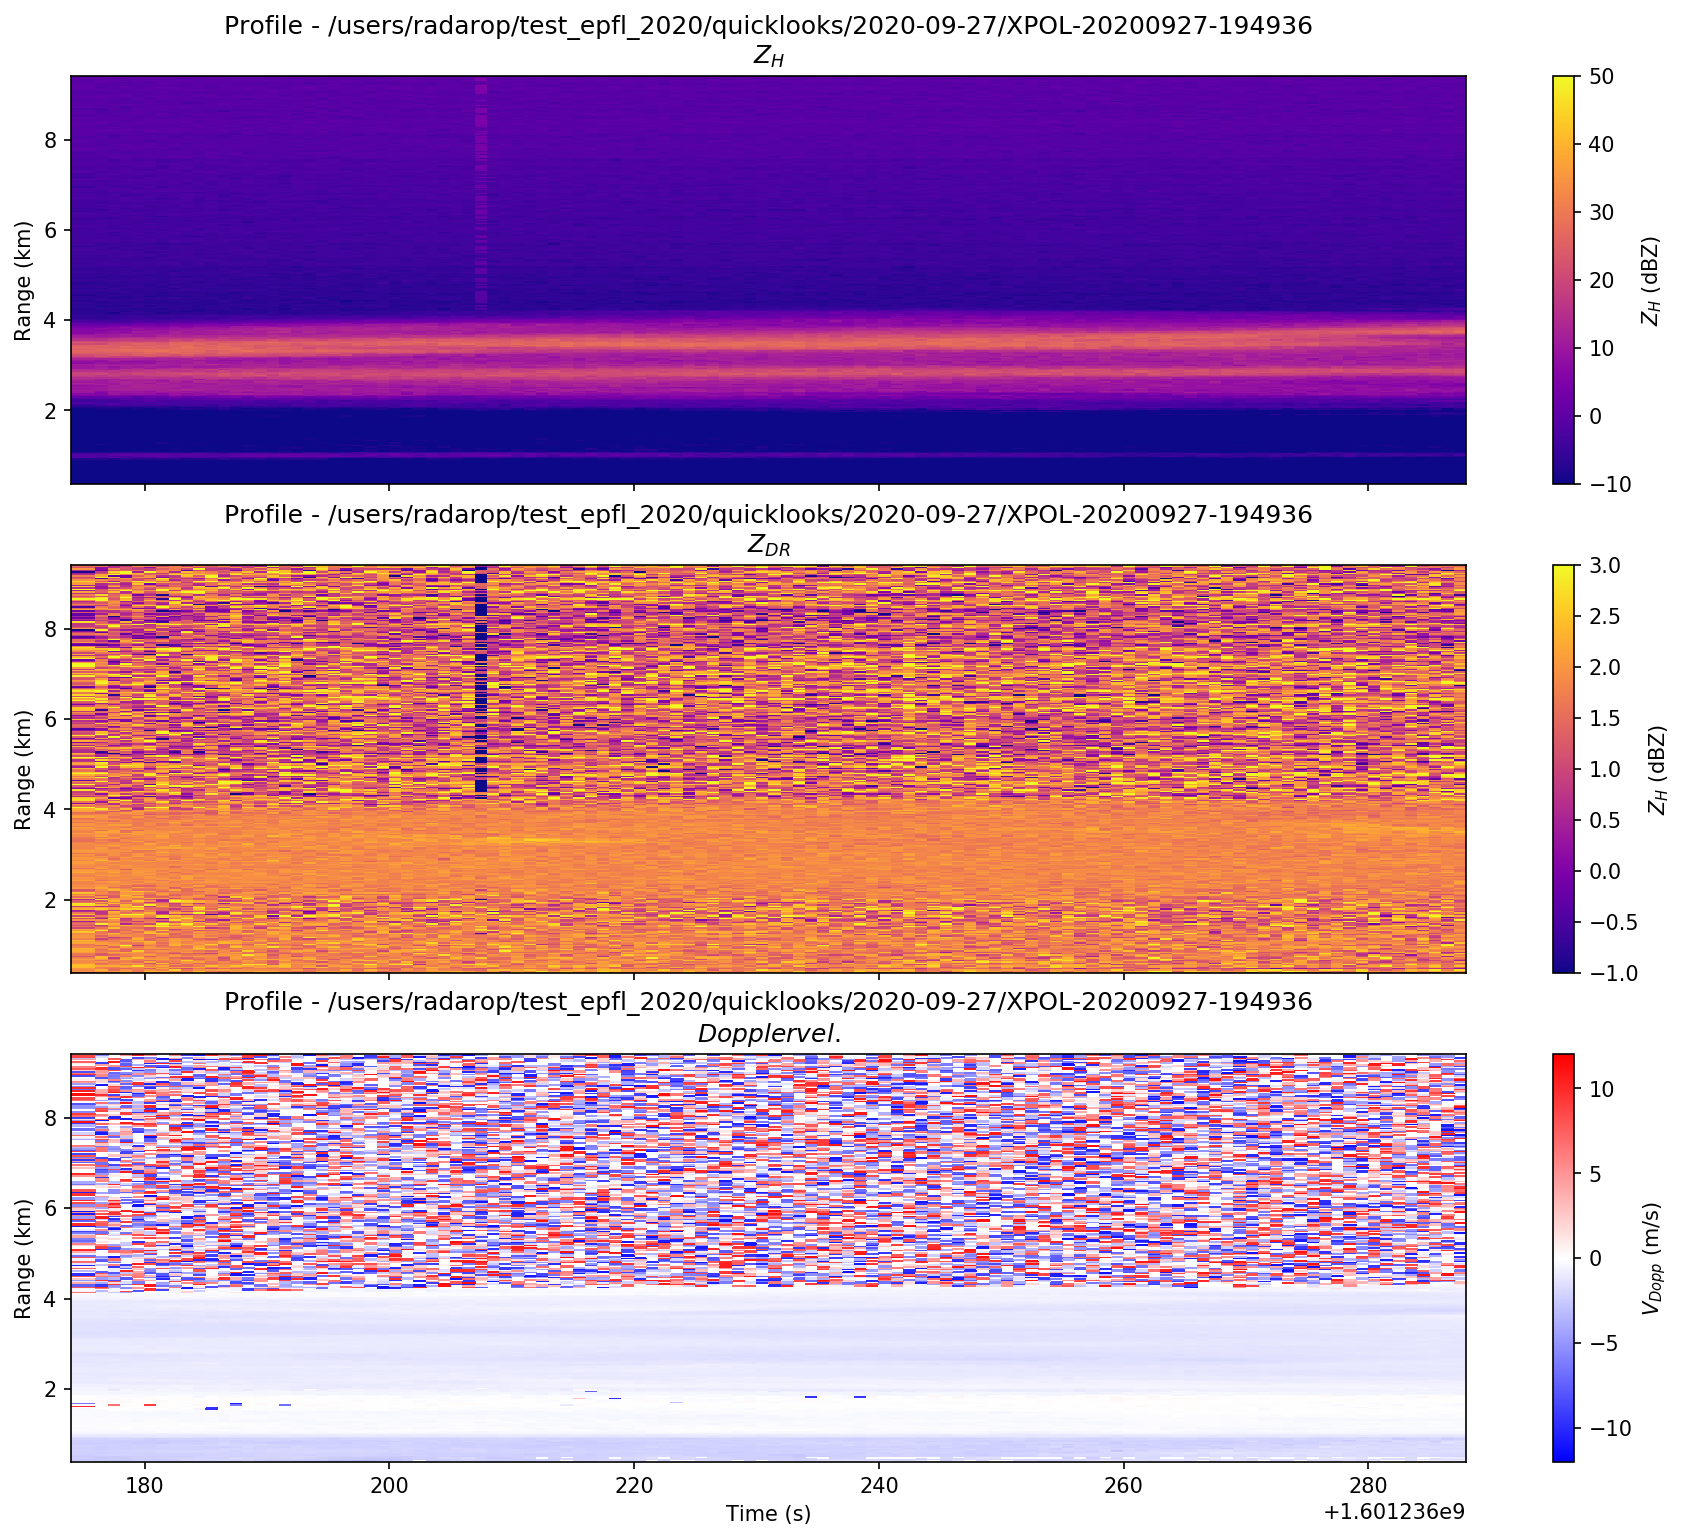 Profile - /users/radarop/test_epfl_2020/quicklooks/2020-09-27/XPOL-20200927-194936
Z_H
8
6
4
2
Range (km)
50
40
30
20
10
0
−10
Z_H (dBZ)
Profile - /users/radarop/test_epfl_2020/quicklooks/2020-09-27/XPOL-20200927-194936
Z_DR
8
6
4
2
Range (km)
3.0
2.5
2.0
1.5
1.0
0.5
0.0
−0.5
−1.0
Z_H (dBZ)
Profile - /users/radarop/test_epfl_2020/quicklooks/2020-09-27/XPOL-20200927-194936
Dopplervel.
8
6
4
2
Range (km)
10
5
0
−5
−10
V_Dopp (m/s)
180 200 220 240 260 280
Time (s)
+1.601236e9